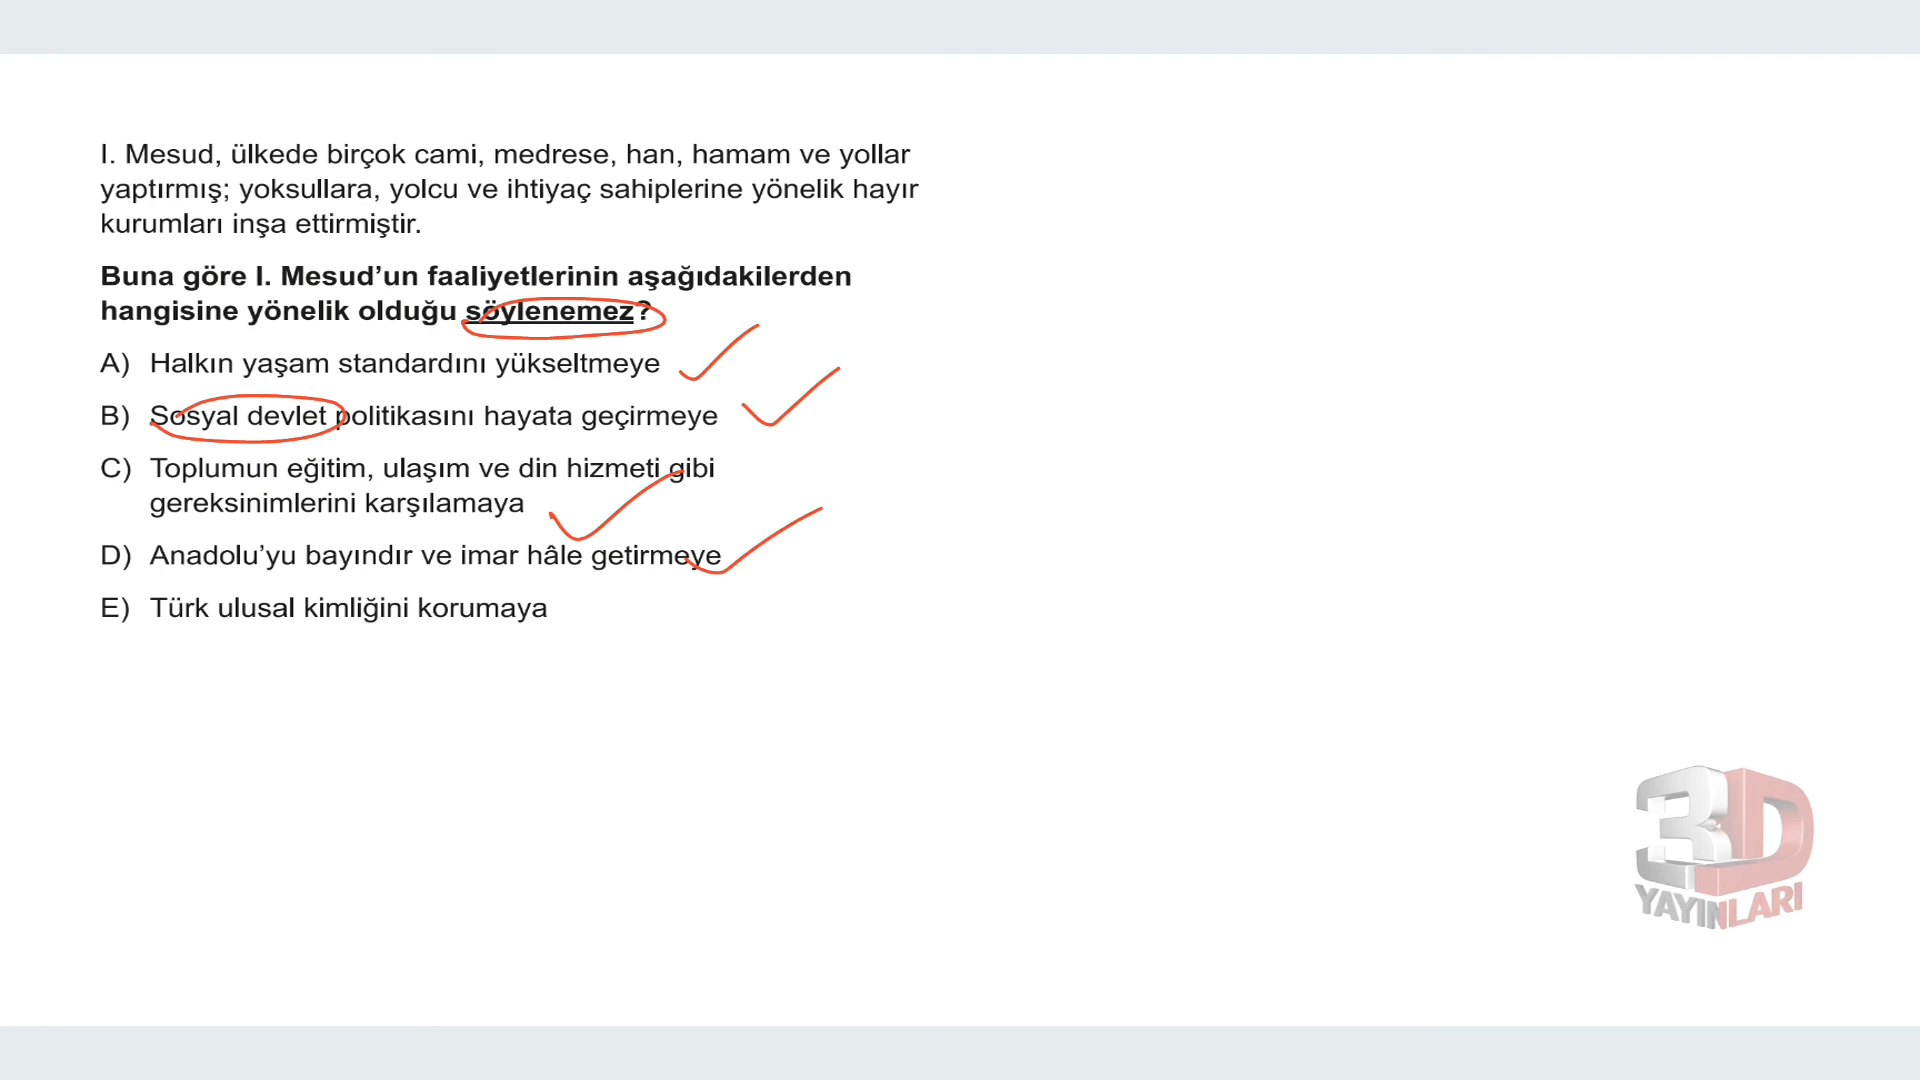 I. Mesud, ülkede birçok cami, medrese, han, hamam ve yollar
yaptırmış; yoksullara, yolcu ve ihtiyaç sahiplerine yönelik hayır
kurumları inşa ettirmiştir.
Buna göre I. Mesud’un faaliyetlerinin aşağıdakilerden
hangisine yönelik olduğu söylenemez?
A) Halkın yaşam standardını yükseltmeye
B) Sosyal devlet politikasını hayata geçirmeye
C) Toplumun eğitim, ulaşım ve din hizmeti gibi
gereksinimlerini karşılamaya
D) Anadolu’yu bayındır ve imar hâle getirmeye
E) Türk ulusal kimliğini korumaya
3D
YAYINLARI